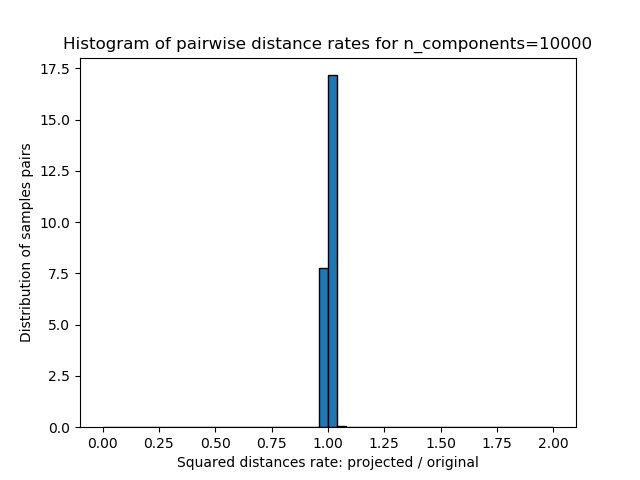 Histogram of pairwise distance rates for n_components=10000
17.5
15.0
12.5
10.0
7.5
5.0
2.5
0.0
Distribution of samples pairs
0.00 0.25 0.50 0.75 1.00 1.25 1.50 1.75 2.00
Squared distances rate: projected / original